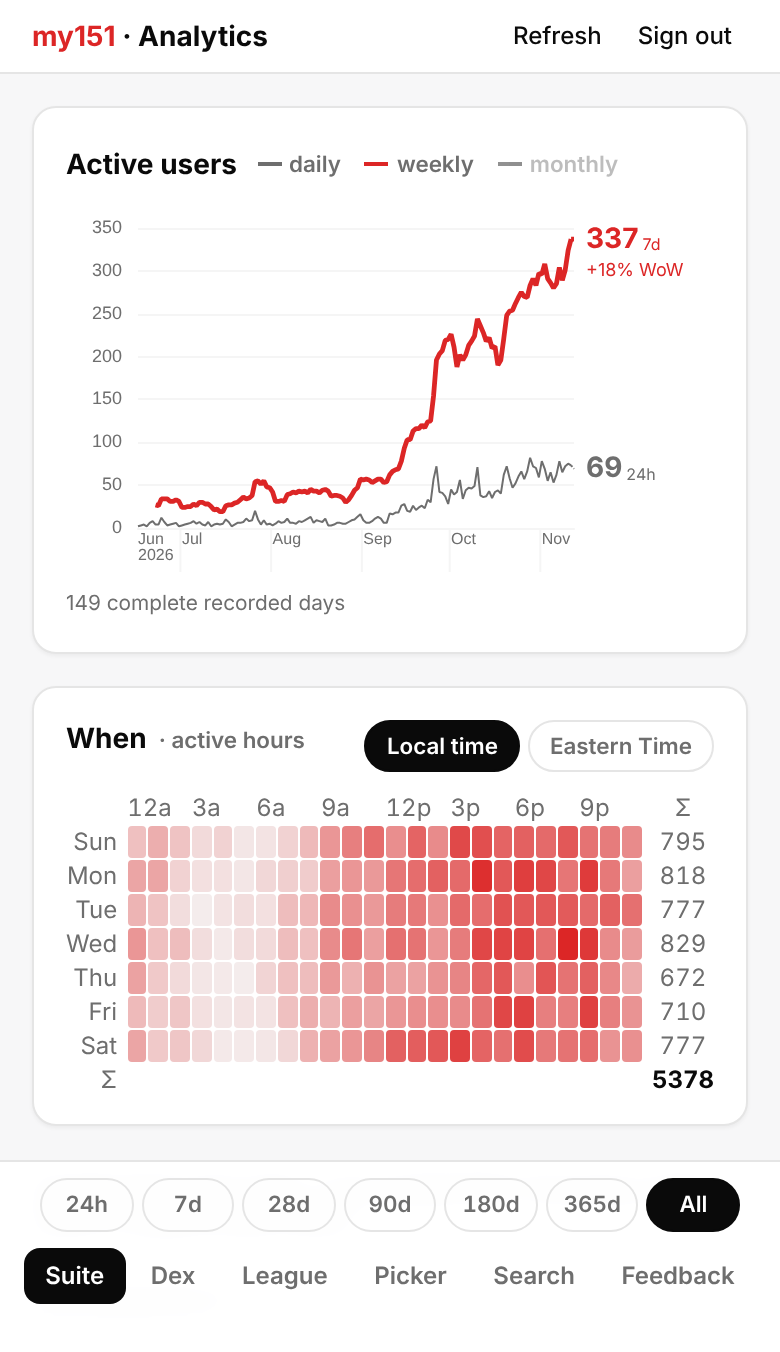 my151 · Analytics Refresh Sign out
Active users daily weekly monthly
350
300
250
200
150
100
50
0
337 7d
+18% WoW
69 24h
Jun Jul Aug Sep Oct Nov
2026
149 complete recorded days
When · active hours Local time Eastern Time
12a 3a 6a 9a 12p 3p 6p 9p Σ
Sun 795
Mon 818
Tue 777
Wed 829
Thu 672
Fri 710
Sat 777
Σ 5378
24h 7d 28d 90d 180d 365d All
Suite Dex League Picker Search Feedback